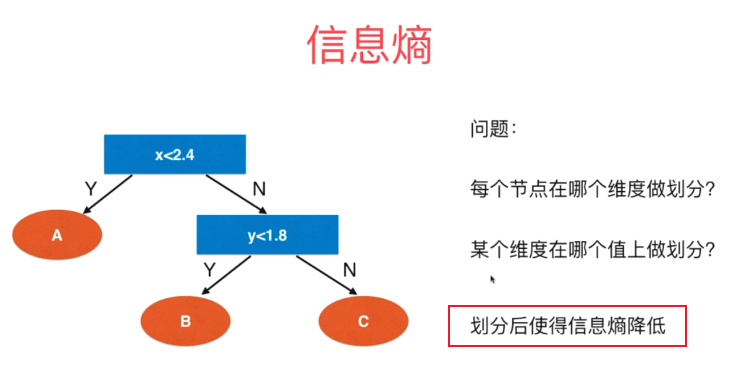 信息熵
问题：
x<2.4
Y
N
每个节点在哪个维度做划分？
A
y<1.8
某个维度在哪个值上做划分？
Y
N
B
C
划分后使得信息熵降低